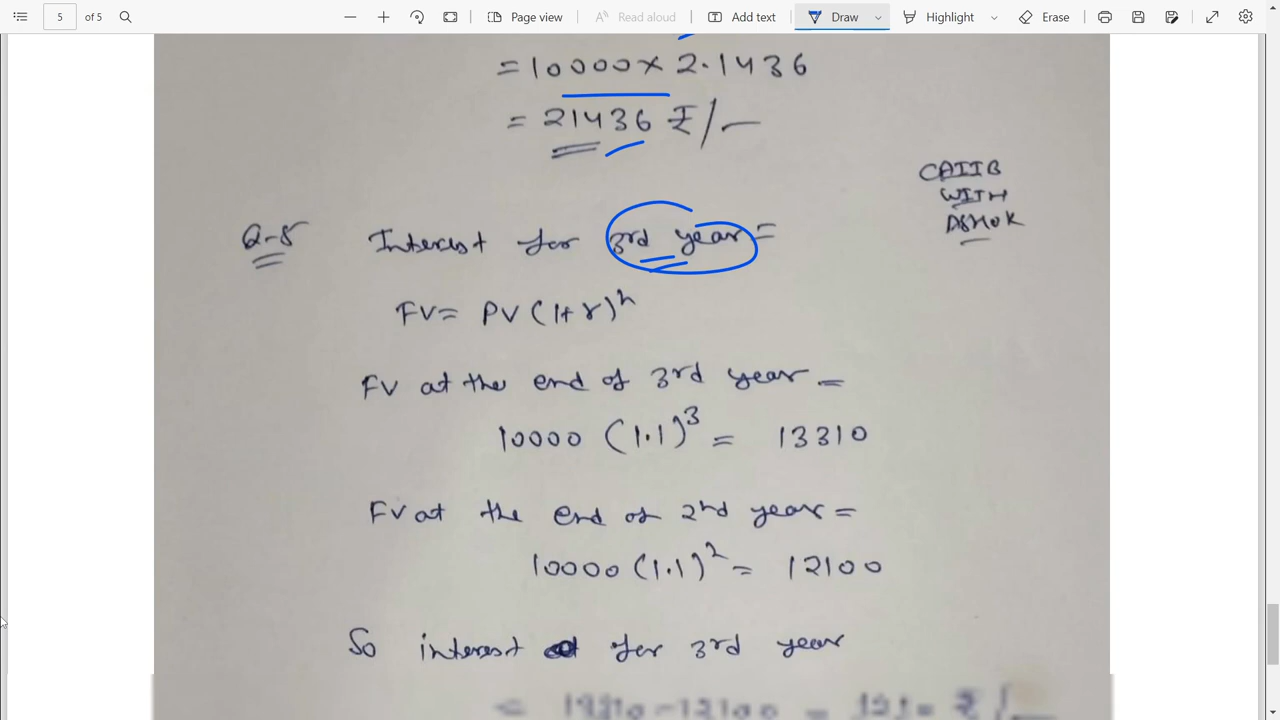 5 of 5 Page view Read aloud Add text Draw Highlight Erase
= 10000 × 2.1436
= 21436 ₹/—
CAIIB
WITH
ASHOK
Q-5 Interest for 3rd year =
FV = PV (1+r)^n
FV at the end of 3rd year =
10000 (1.1)^3 = 13310
FV at the end of 2nd year =
10000 (1.1)^2 = 12100
So interest for 3rd year